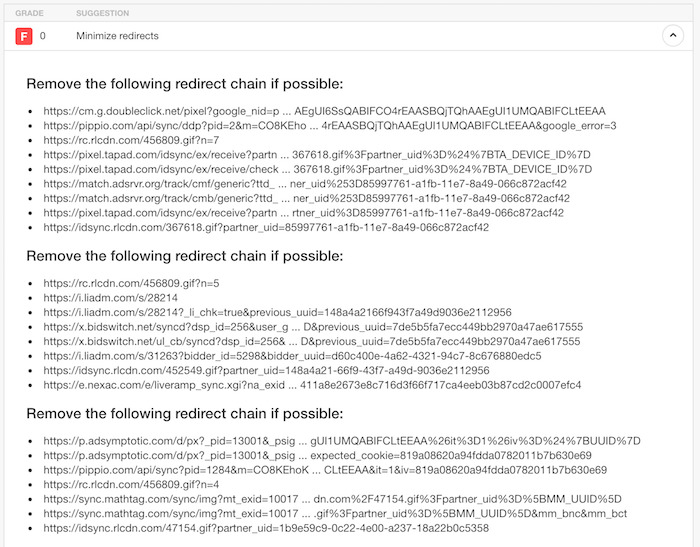 GRADE SUGGESTION
F 0 Minimize redirects
Remove the following redirect chain if possible:
https://cm.g.doubleclick.net/pixel?google_nid=p ... AEgUI6SsQABIFCO4rEAASBQjTQhAAEgUI1UMQABIFCLtEEAA
https://pippio.com/api/sync/ddp?pid=2&m=CO8KEho ... 4rEAASBQjTQhAAEgUI1UMQABIFCLtEEAA&google_error=3
https://rc.rlcdn.com/456809.gif?n=7
https://pixel.tapad.com/idsync/ex/receive?partn ... 367618.gif%3Fpartner_uid%3D%24%7BTA_DEVICE_ID%7D
https://pixel.tapad.com/idsync/ex/receive/check ... 367618.gif%3Fpartner_uid%3D%24%7BTA_DEVICE_ID%7D
https://match.adsrvr.org/track/cmf/generic?ttd_ ... ner_uid%253D85997761-a1fb-11e7-8a49-066c872acf42
https://match.adsrvr.org/track/cmb/generic?ttd_ ... ner_uid%253D85997761-a1fb-11e7-8a49-066c872acf42
https://pixel.tapad.com/idsync/ex/receive?partn ... rtner_uid%3D85997761-a1fb-11e7-8a49-066c872acf42
https://idsync.rlcdn.com/367618.gif?partner_uid=85997761-a1fb-11e7-8a49-066c872acf42
Remove the following redirect chain if possible:
https://rc.rlcdn.com/456809.gif?n=5
https://i.liadm.com/s/28214
https://i.liadm.com/s/28214?_li_chk=true&previous_uuid=148a4a2166f943f7a49d9036e2112956
https://x.bidswitch.net/syncd?dsp_id=256&user_g ... D&previous_uuid=7de5b5fa7ecc449bb2970a47ae617555
https://x.bidswitch.net/ul_cb/syncd?dsp_id=256& ... D&previous_uuid=7de5b5fa7ecc449bb2970a47ae617555
https://i.liadm.com/s/31263?bidder_id=5298&bidder_uuid=d60c400e-4a62-4321-94c7-8c676880edc5
https://idsync.rlcdn.com/452549.gif?partner_uid=148a4a21-66f9-43f7-a49d-9036e2112956
https://e.nexac.com/e/liveramp_sync.xgi?na_exid ... 411a8e2673e8c716d3f66f717ca4eeb03b87cd2c0007efc4
Remove the following redirect chain if possible:
https://p.adsymptotic.com/d/px?_pid=13001&_psig ... gUI1UMQABIFCLtEEAA%26it%3D1%26iv%3D%24%7BUUID%7D
https://p.adsymptotic.com/d/px?_pid=13001&_psig ... expected_cookie=819a08620a94fdda0782011b7b630e69
https://pippio.com/api/sync?pid=1284&m=CO8KEhoK ... CLtEEAA&it=1&iv=819a08620a94fdda0782011b7b630e69
https://rc.rlcdn.com/456809.gif?n=4
https://sync.mathtag.com/sync/img?mt_exid=10017 ... dn.com%2F47154.gif%3Fpartner_uid%3D%5BMM_UUID%5D
https://sync.mathtag.com/sync/img?mt_exid=10017 ... .gif%3Fpartner_uid%3D%5BMM_UUID%5D&mm_bnc&mm_bct
https://idsync.rlcdn.com/47154.gif?partner_uid=1b9e59c9-0c22-4e00-a237-18a22b0c5358